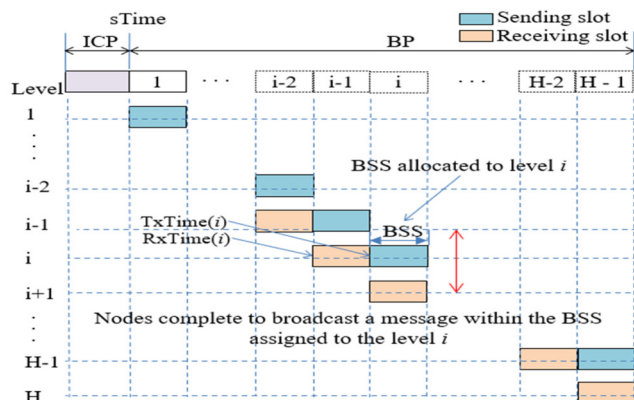 sTime
Sending slot
Receiving slot
ICP
BP
Level
1
· · ·
i-2
i-1
i
· · ·
H-2
H - 1
1
i-2
BSS allocated to level i
i-1
TxTime(i)
BSS
RxTime(i)
i
i+1
Nodes complete to broadcast a message within the BSS
assigned to the level i
H-1
H